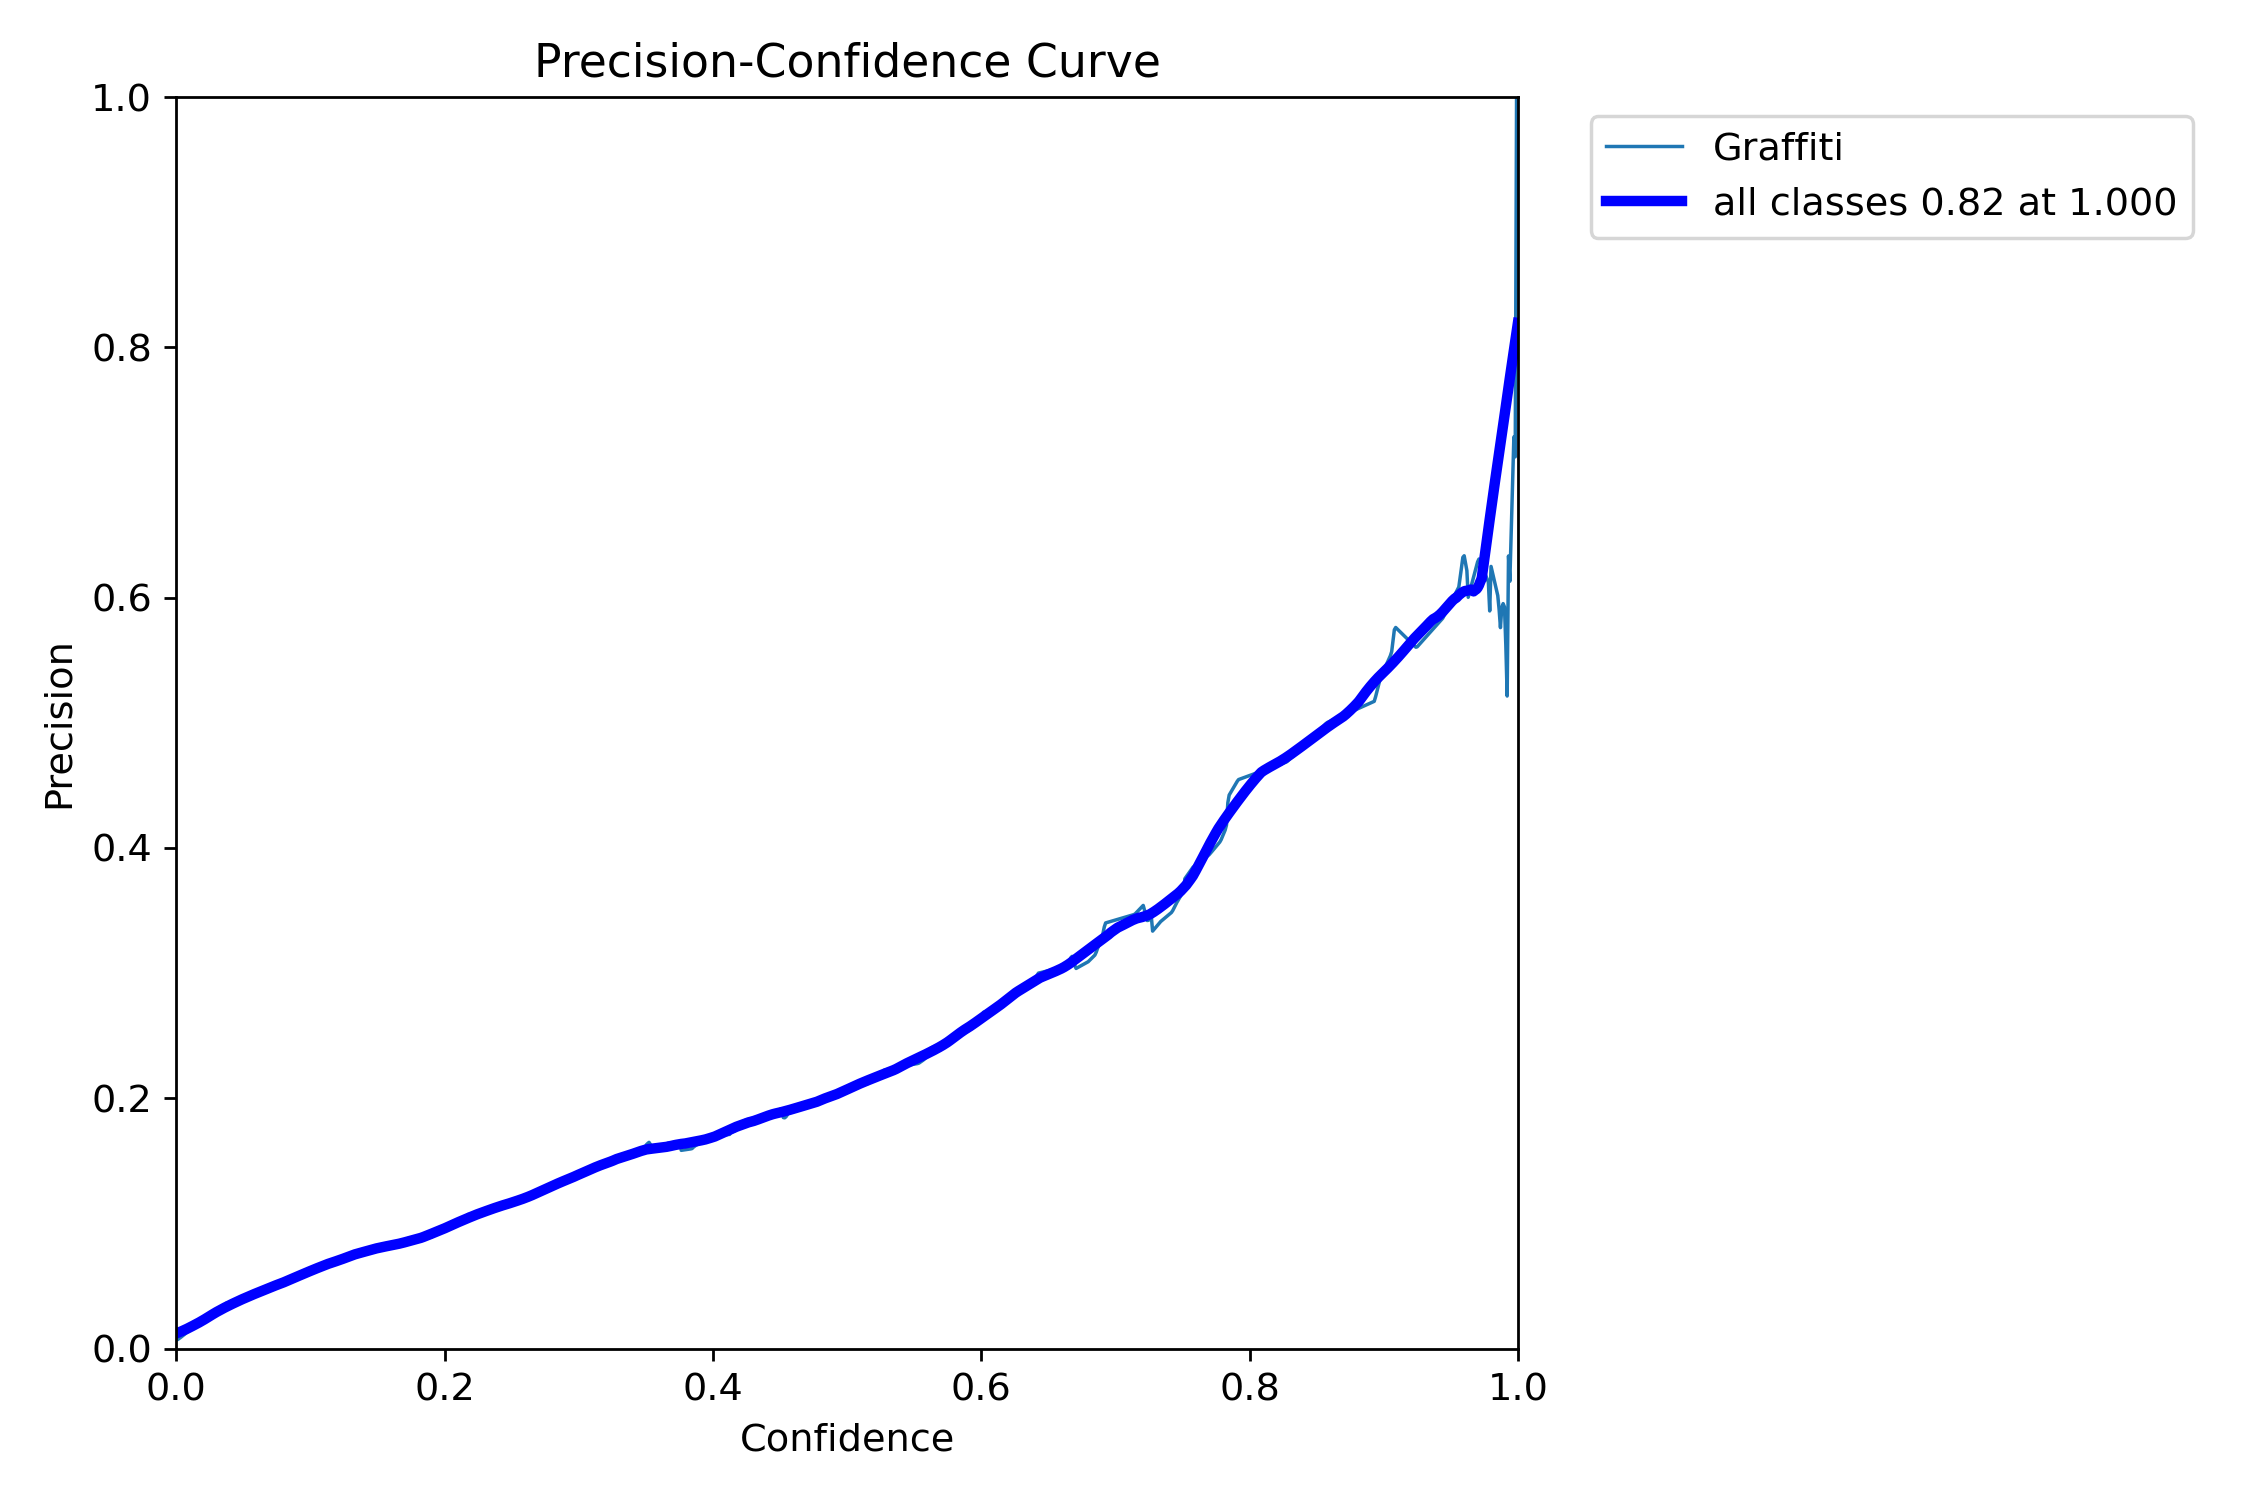 Precision-Confidence Curve
1.0
0.8
0.6
0.4
0.2
0.0
Precision
0.0 0.2 0.4 0.6 0.8 1.0
Confidence
Graffiti
all classes 0.82 at 1.000